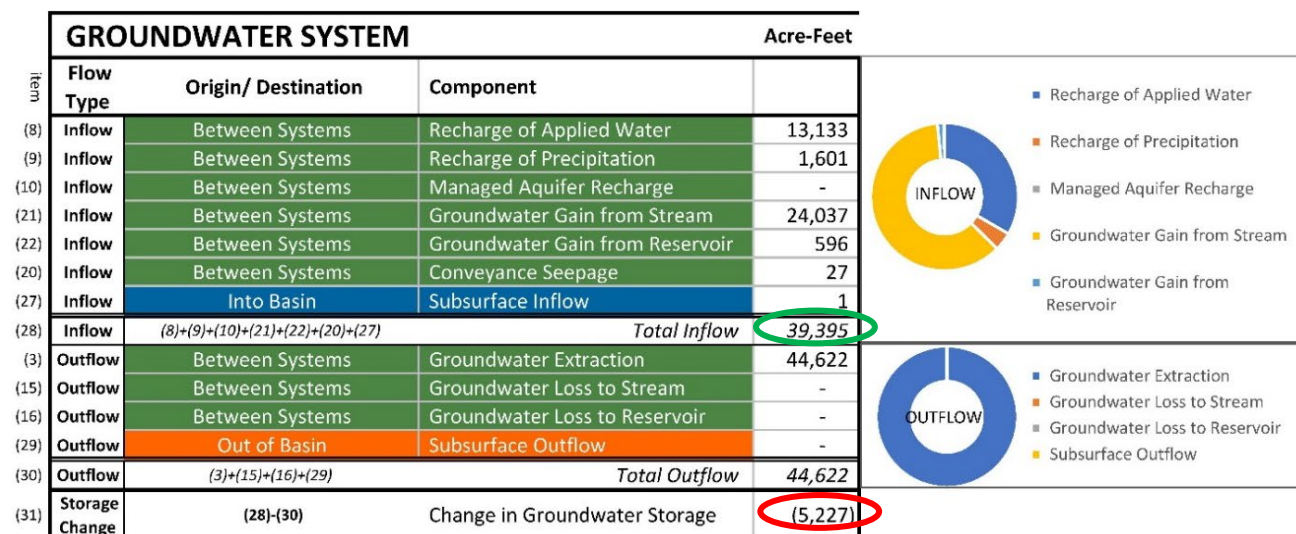 GROUNDWATER SYSTEM Acre-Feet
item Flow Type Origin/ Destination Component
(8) Inflow Between Systems Recharge of Applied Water 13,133
(9) Inflow Between Systems Recharge of Precipitation 1,601
(10) Inflow Between Systems Managed Aquifer Recharge -
(21) Inflow Between Systems Groundwater Gain from Stream 24,037
(22) Inflow Between Systems Groundwater Gain from Reservoir 596
(20) Inflow Between Systems Conveyance Seepage 27
(27) Inflow Into Basin Subsurface Inflow 1
(28) Inflow (8)+(9)+(10)+(21)+(22)+(20)+(27) Total Inflow 39,395
(3) Outflow Between Systems Groundwater Extraction 44,622
(15) Outflow Between Systems Groundwater Loss to Stream -
(16) Outflow Between Systems Groundwater Loss to Reservoir -
(29) Outflow Out of Basin Subsurface Outflow -
(30) Outflow (3)+(15)+(16)+(29) Total Outflow 44,622
(31) Storage Change (28)-(30) Change in Groundwater Storage (5,227)
INFLOW
Recharge of Applied Water
Recharge of Precipitation
Managed Aquifer Recharge
Groundwater Gain from Stream
Groundwater Gain from
Reservoir
OUTFLOW
Groundwater Extraction
Groundwater Loss to Stream
Groundwater Loss to Reservoir
Subsurface Outflow